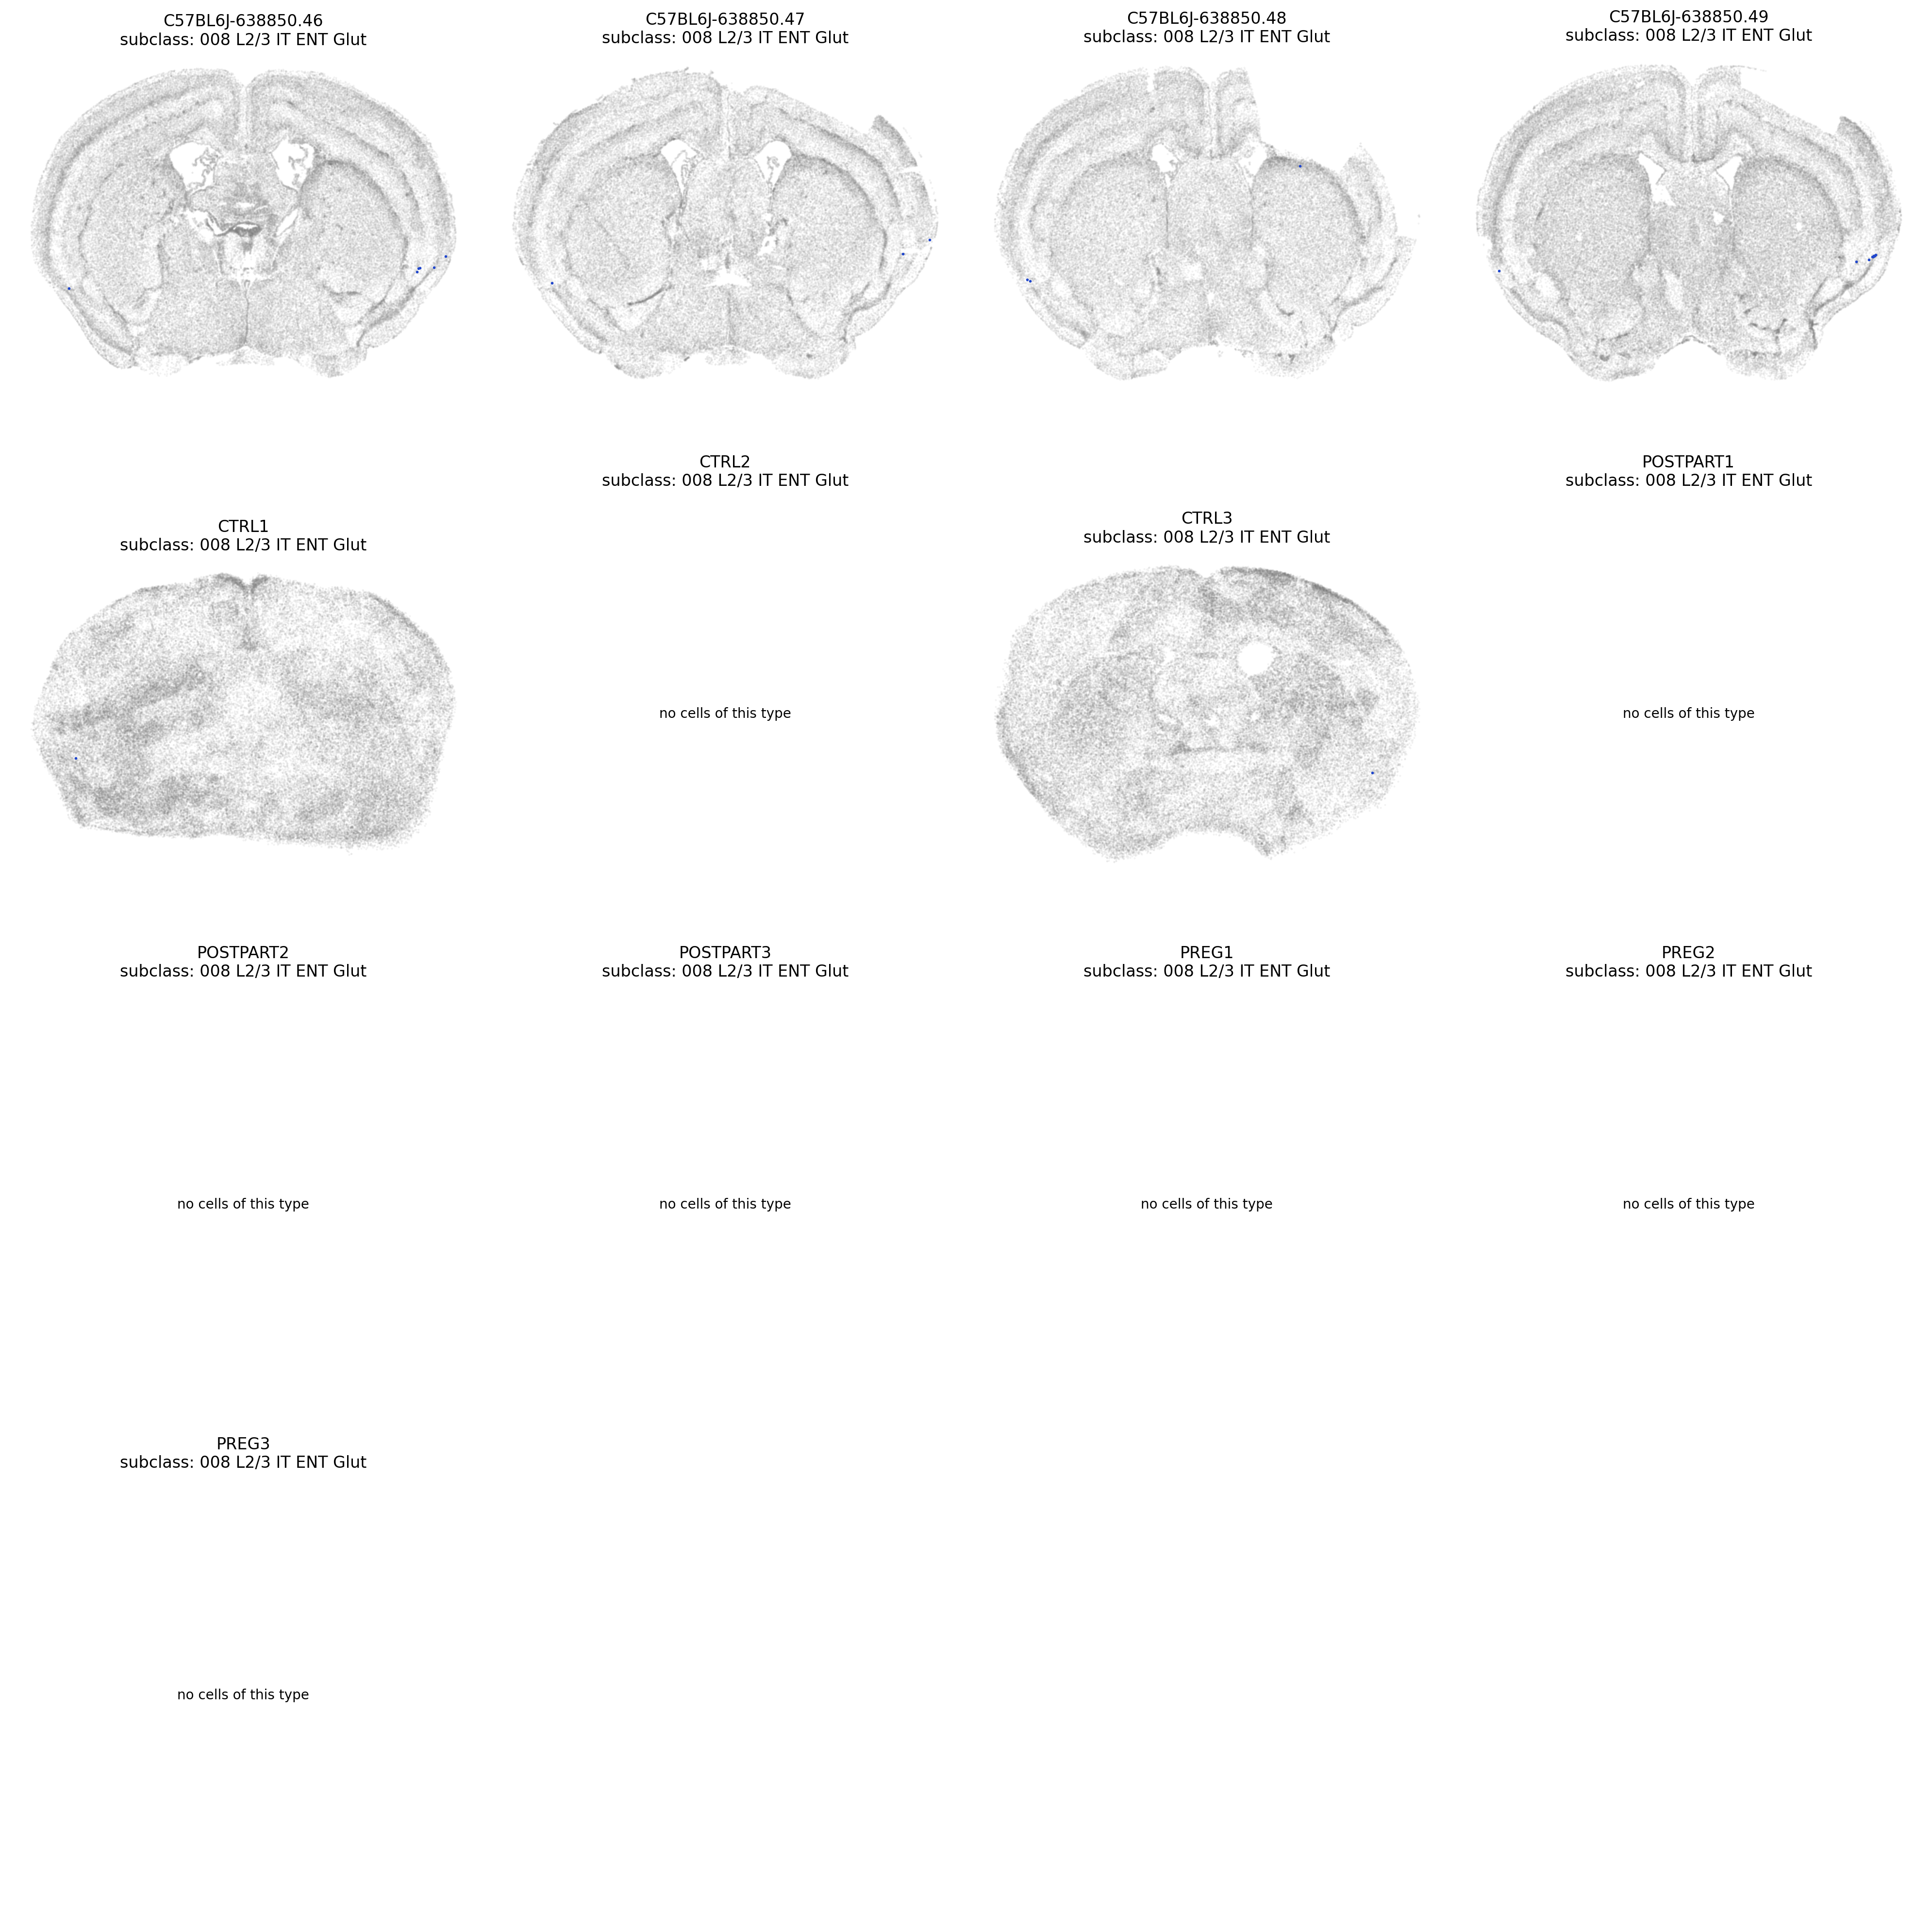 C57BL6J-638850.46
subclass: 008 L2/3 IT ENT Glut
C57BL6J-638850.47
subclass: 008 L2/3 IT ENT Glut
C57BL6J-638850.48
subclass: 008 L2/3 IT ENT Glut
C57BL6J-638850.49
subclass: 008 L2/3 IT ENT Glut
CTRL1
subclass: 008 L2/3 IT ENT Glut
CTRL2
subclass: 008 L2/3 IT ENT Glut
no cells of this type
CTRL3
subclass: 008 L2/3 IT ENT Glut
POSTPART1
subclass: 008 L2/3 IT ENT Glut
no cells of this type
POSTPART2
subclass: 008 L2/3 IT ENT Glut
no cells of this type
POSTPART3
subclass: 008 L2/3 IT ENT Glut
no cells of this type
PREG1
subclass: 008 L2/3 IT ENT Glut
no cells of this type
PREG2
subclass: 008 L2/3 IT ENT Glut
no cells of this type
PREG3
subclass: 008 L2/3 IT ENT Glut
no cells of this type